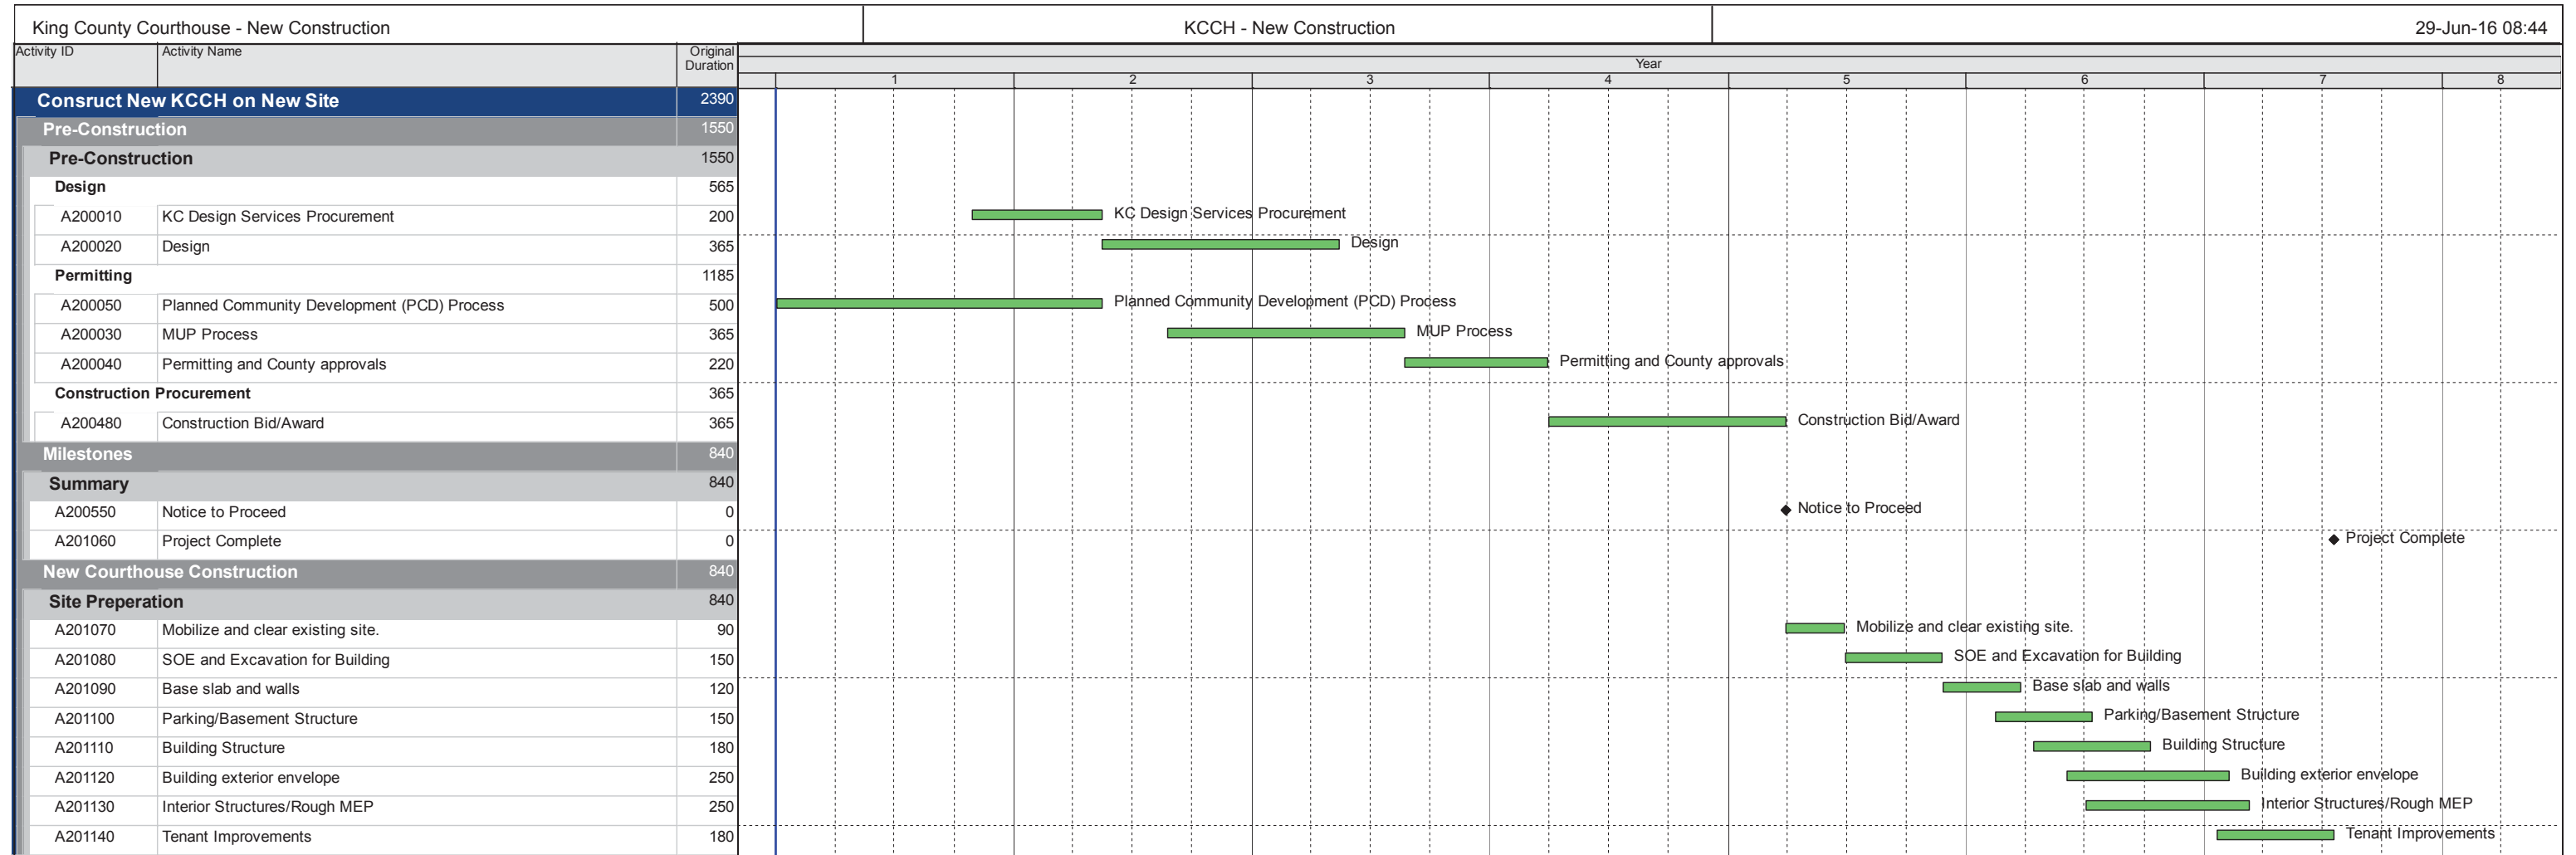 King County Courthouse - New Construction KCCH - New Construction 29-Jun-16 08:44
Activity ID Activity Name Original Duration
Year
1 2 3 4 5 6 7 8
Consruct New KCCH on New Site 2390
Pre-Construction 1550
Pre-Construction 1550
Design 565
A200010 KC Design Services Procurement 200 KC Design Services Procurement
A200020 Design 365 Design
Permitting 1185
A200050 Planned Community Development (PCD) Process 500 Planned Community Development (PCD) Process
A200030 MUP Process 365 MUP Process
A200040 Permitting and County approvals 220 Permitting and County approvals
Construction Procurement 365
A200480 Construction Bid/Award 365 Construction Bid/Award
Milestones 840
Summary 840
A200550 Notice to Proceed 0 Notice to Proceed
A201060 Project Complete 0 Project Complete
New Courthouse Construction 840
Site Preperation 840
A201070 Mobilize and clear existing site. 90 Mobilize and clear existing site.
A201080 SOE and Excavation for Building 150 SOE and Excavation for Building
A201090 Base slab and walls 120 Base slab and walls
A201100 Parking/Basement Structure 150 Parking/Basement Structure
A201110 Building Structure 180 Building Structure
A201120 Building exterior envelope 250 Building exterior envelope
A201130 Interior Structures/Rough MEP 250 Interior Structures/Rough MEP
A201140 Tenant Improvements 180 Tenant Improvements